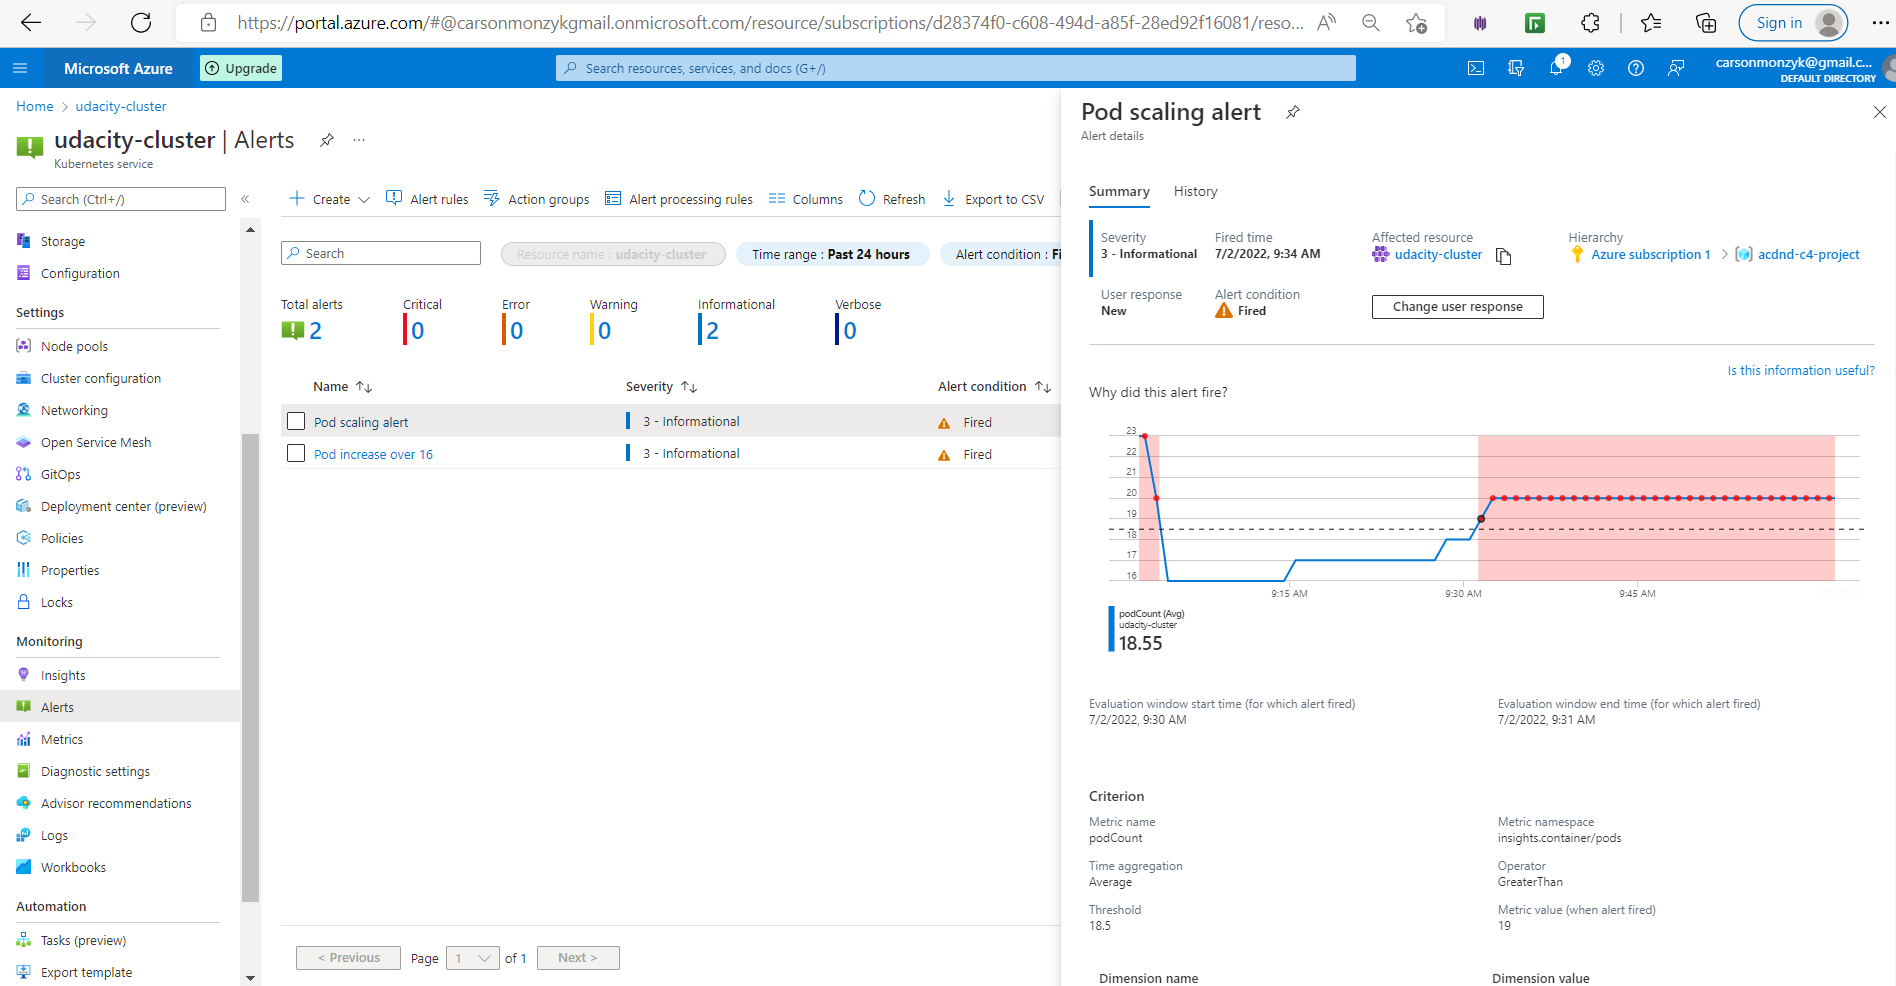 https://portal.azure.com/#@carsonmonzykgmail.onmicrosoft.com/resource/subscriptions/d28374f0-c608-494d-a85f-28ed92f16081/reso...
Sign in
Microsoft Azure
Upgrade
Search resources, services, and docs (G+/)
1
carsonmonzyk@gmail.c...
DEFAULT DIRECTORY
Home > udacity-cluster
udacity-cluster | Alerts
Kubernetes service
Search (Ctrl+/)
Storage
Configuration
Settings
Node pools
Cluster configuration
Networking
Open Service Mesh
GitOps
Deployment center (preview)
Policies
Properties
Locks
Monitoring
Insights
Alerts
Metrics
Diagnostic settings
Advisor recommendations
Logs
Workbooks
Automation
Tasks (preview)
Export template
Create
Alert rules
Action groups
Alert processing rules
Columns
Refresh
Export to CSV
Search
Resource name : udacity-cluster
Time range : Past 24 hours
Alert condition : Fi
Total alerts
2
Critical
0
Error
0
Warning
0
Informational
2
Verbose
0
Name Severity Alert condition
Pod scaling alert 3 - Informational Fired
Pod increase over 16 3 - Informational Fired
< Previous Page 1 of 1 Next >
Pod scaling alert
Alert details
Summary History
Severity
3 - Informational
Fired time
7/2/2022, 9:34 AM
Affected resource
udacity-cluster
Hierarchy
Azure subscription 1 > acdnd-c4-project
User response
New
Alert condition
Fired
Change user response
Is this information useful?
Why did this alert fire?
23
22
21
20
19
18
17
16
9:15 AM 9:30 AM 9:45 AM
podCount (Avg)
udacity-cluster
18.55
Evaluation window start time (for which alert fired)
7/2/2022, 9:30 AM
Evaluation window end time (for which alert fired)
7/2/2022, 9:31 AM
Criterion
Metric name
podCount
Metric namespace
insights.container/pods
Time aggregation
Average
Operator
GreaterThan
Threshold
18.5
Metric value (when alert fired)
19
Dimension name Dimension value